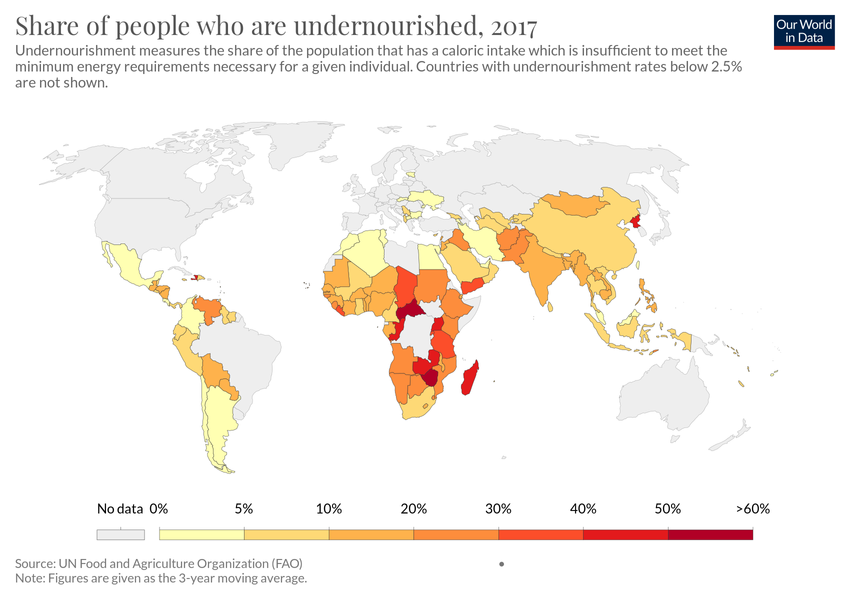 Share of people who are undernourished, 2017
Our World
in Data
Undernourishment measures the share of the population that has a caloric intake which is insufficient to meet the
minimum energy requirements necessary for a given individual. Countries with undernourishment rates below 2.5%
are not shown.
No data 0% 5% 10% 20% 30% 40% 50% >60%
Source: UN Food and Agriculture Organization (FAO)
Note: Figures are given as the 3-year moving average.